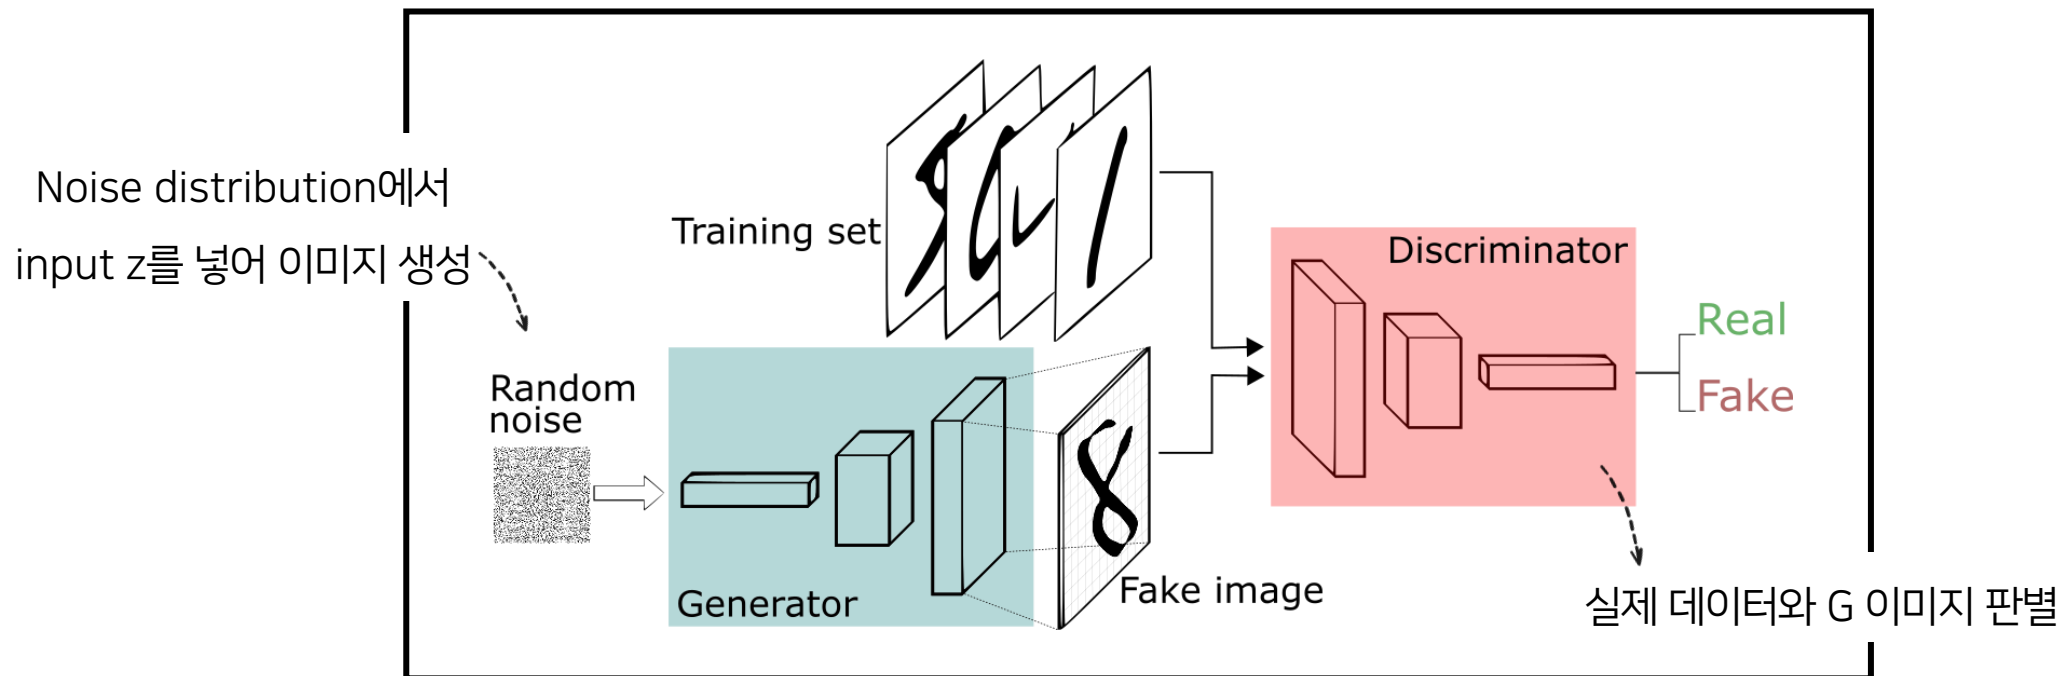 Noise distribution에서
input z를 넣어 이미지 생성
Training set
Discriminator
Real
Fake
Random
noise
8
Generator
Fake image
실제 데이터와 G 이미지 판별